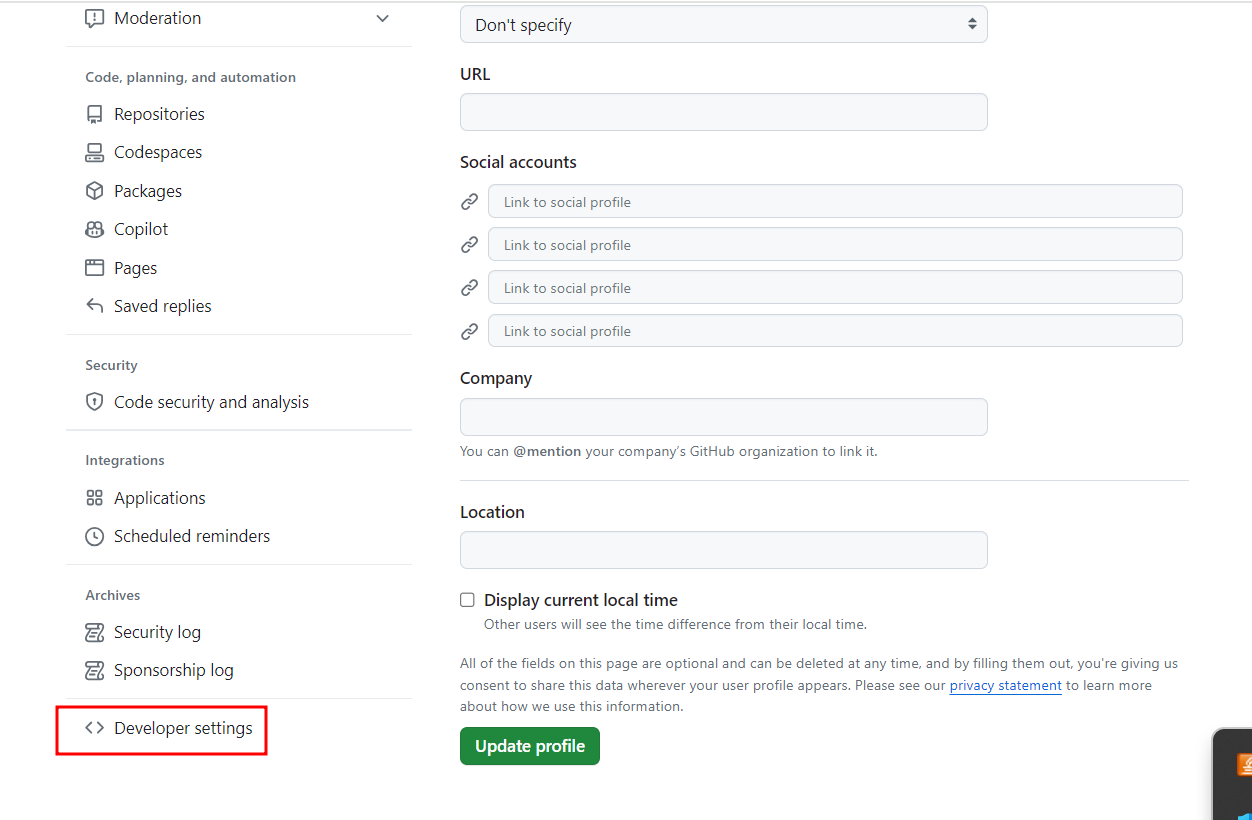 Moderation
Code, planning, and automation
Repositories
Codespaces
Packages
Copilot
Pages
Saved replies
Security
Code security and analysis
Integrations
Applications
Scheduled reminders
Archives
Security log
Sponsorship log
Developer settings
Don't specify
URL
Social accounts
Link to social profile
Link to social profile
Link to social profile
Link to social profile
Company
You can @mention your company's GitHub organization to link it.
Location
Display current local time
Other users will see the time difference from their local time.
All of the fields on this page are optional and can be deleted at any time, and by filling them out, you're giving us
consent to share this data wherever your user profile appears. Please see our privacy statement to learn more
about how we use this information.
Update profile